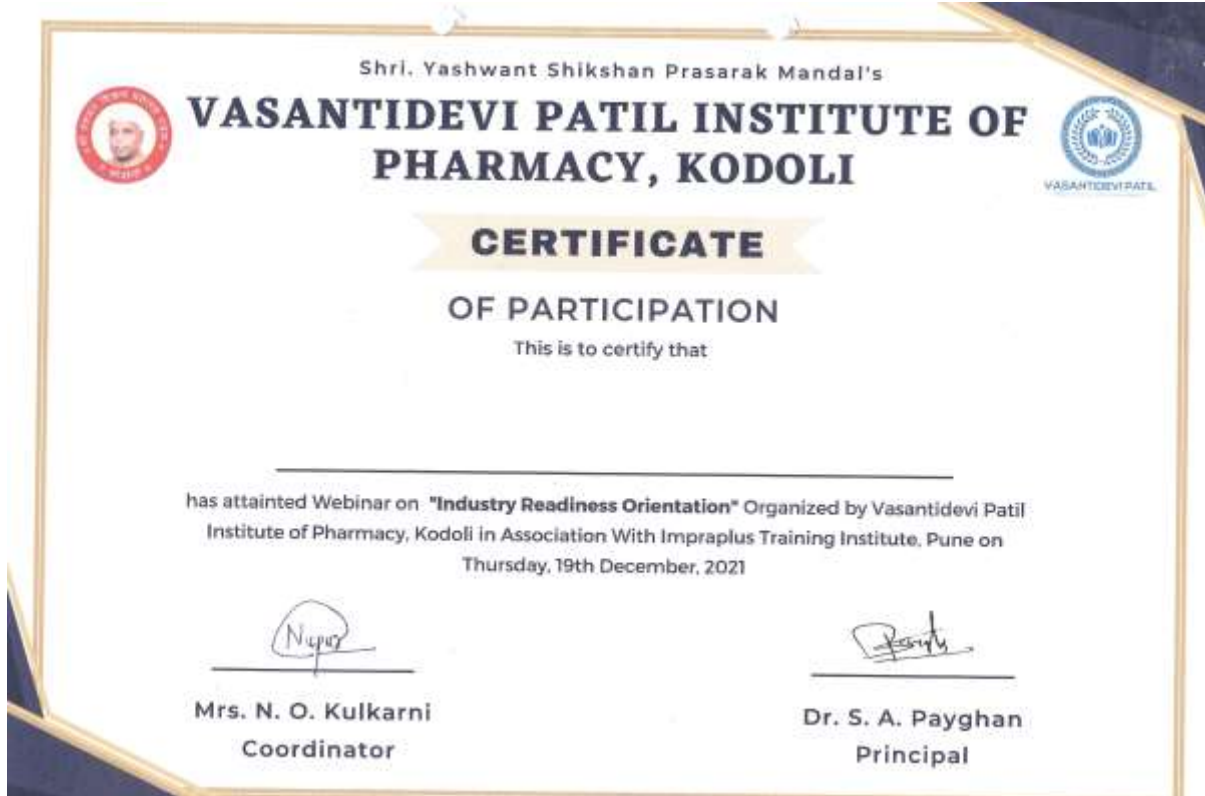 Shri. Yashwant Shikshan Prasarak Mandal's
VASANTIDEVI PATIL INSTITUTE OF
PHARMACY, KODOLI
VASANTIDEVI PATIL
CERTIFICATE
OF PARTICIPATION
This is to certify that
has attainted Webinar on "Industry Readiness Orientation" Organized by Vasantidevi Patil
Institute of Pharmacy, Kodoli in Association With Impraplus Training Institute, Pune on
Thursday, 19th December, 2021
Mrs. N. O. Kulkarni
Coordinator
Dr. S. A. Payghan
Principal